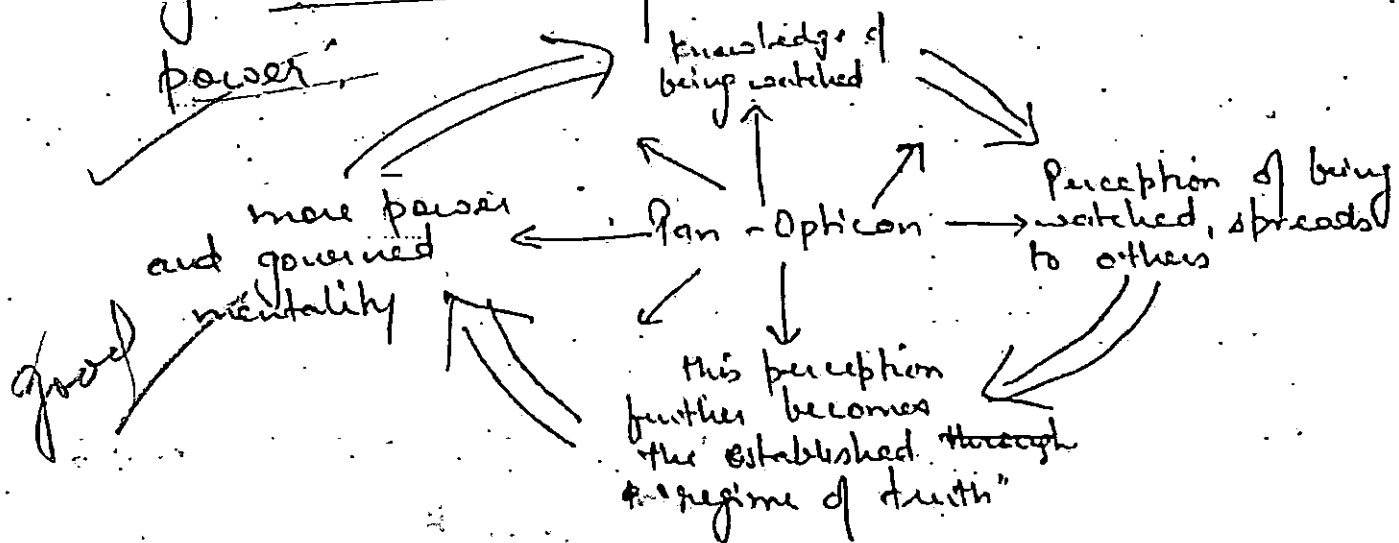 power"
knowledge of
being watched
Perception of being
watched, spreads
to others
more power
and governed
mentality
Pan - Opticon
good
this perception
further becomes
the established through
"regime of truth"